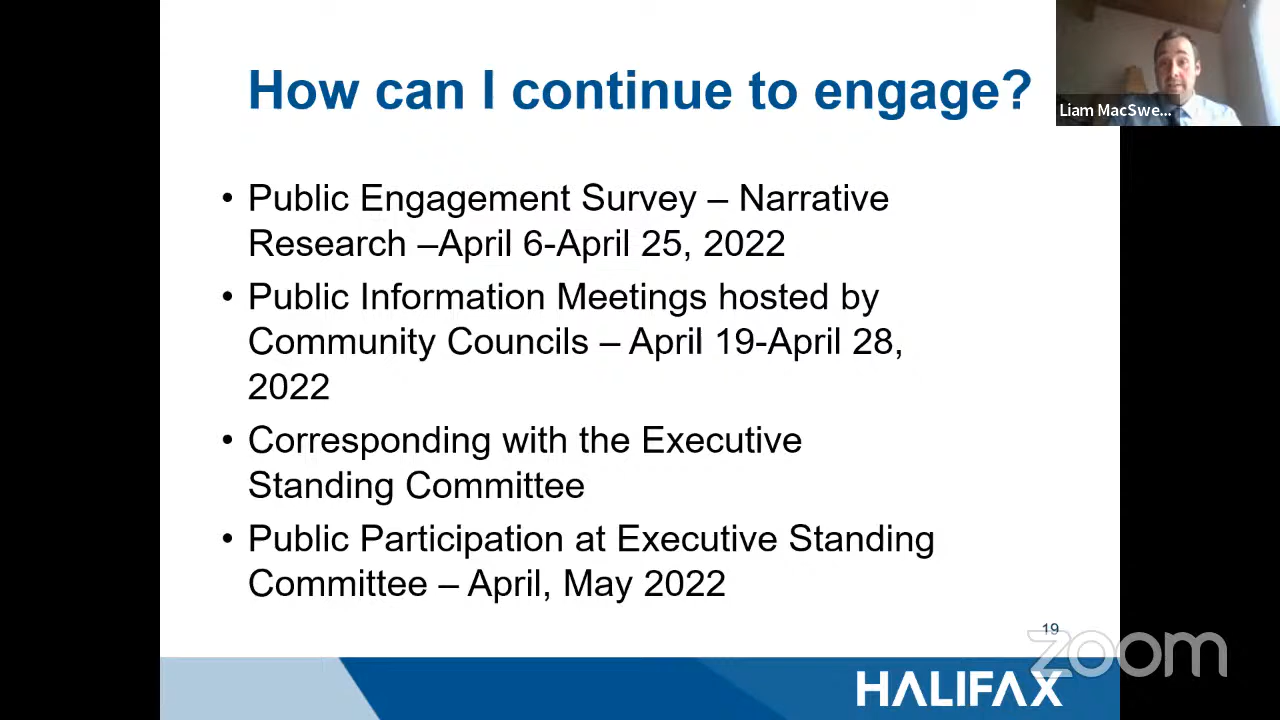 How can I continue to engage?
Liam MacSwe...
• Public Engagement Survey – Narrative
Research –April 6-April 25, 2022
• Public Information Meetings hosted by
Community Councils – April 19-April 28,
2022
• Corresponding with the Executive
Standing Committee
• Public Participation at Executive Standing
Committee – April, May 2022
19
zoom
HALIFAX